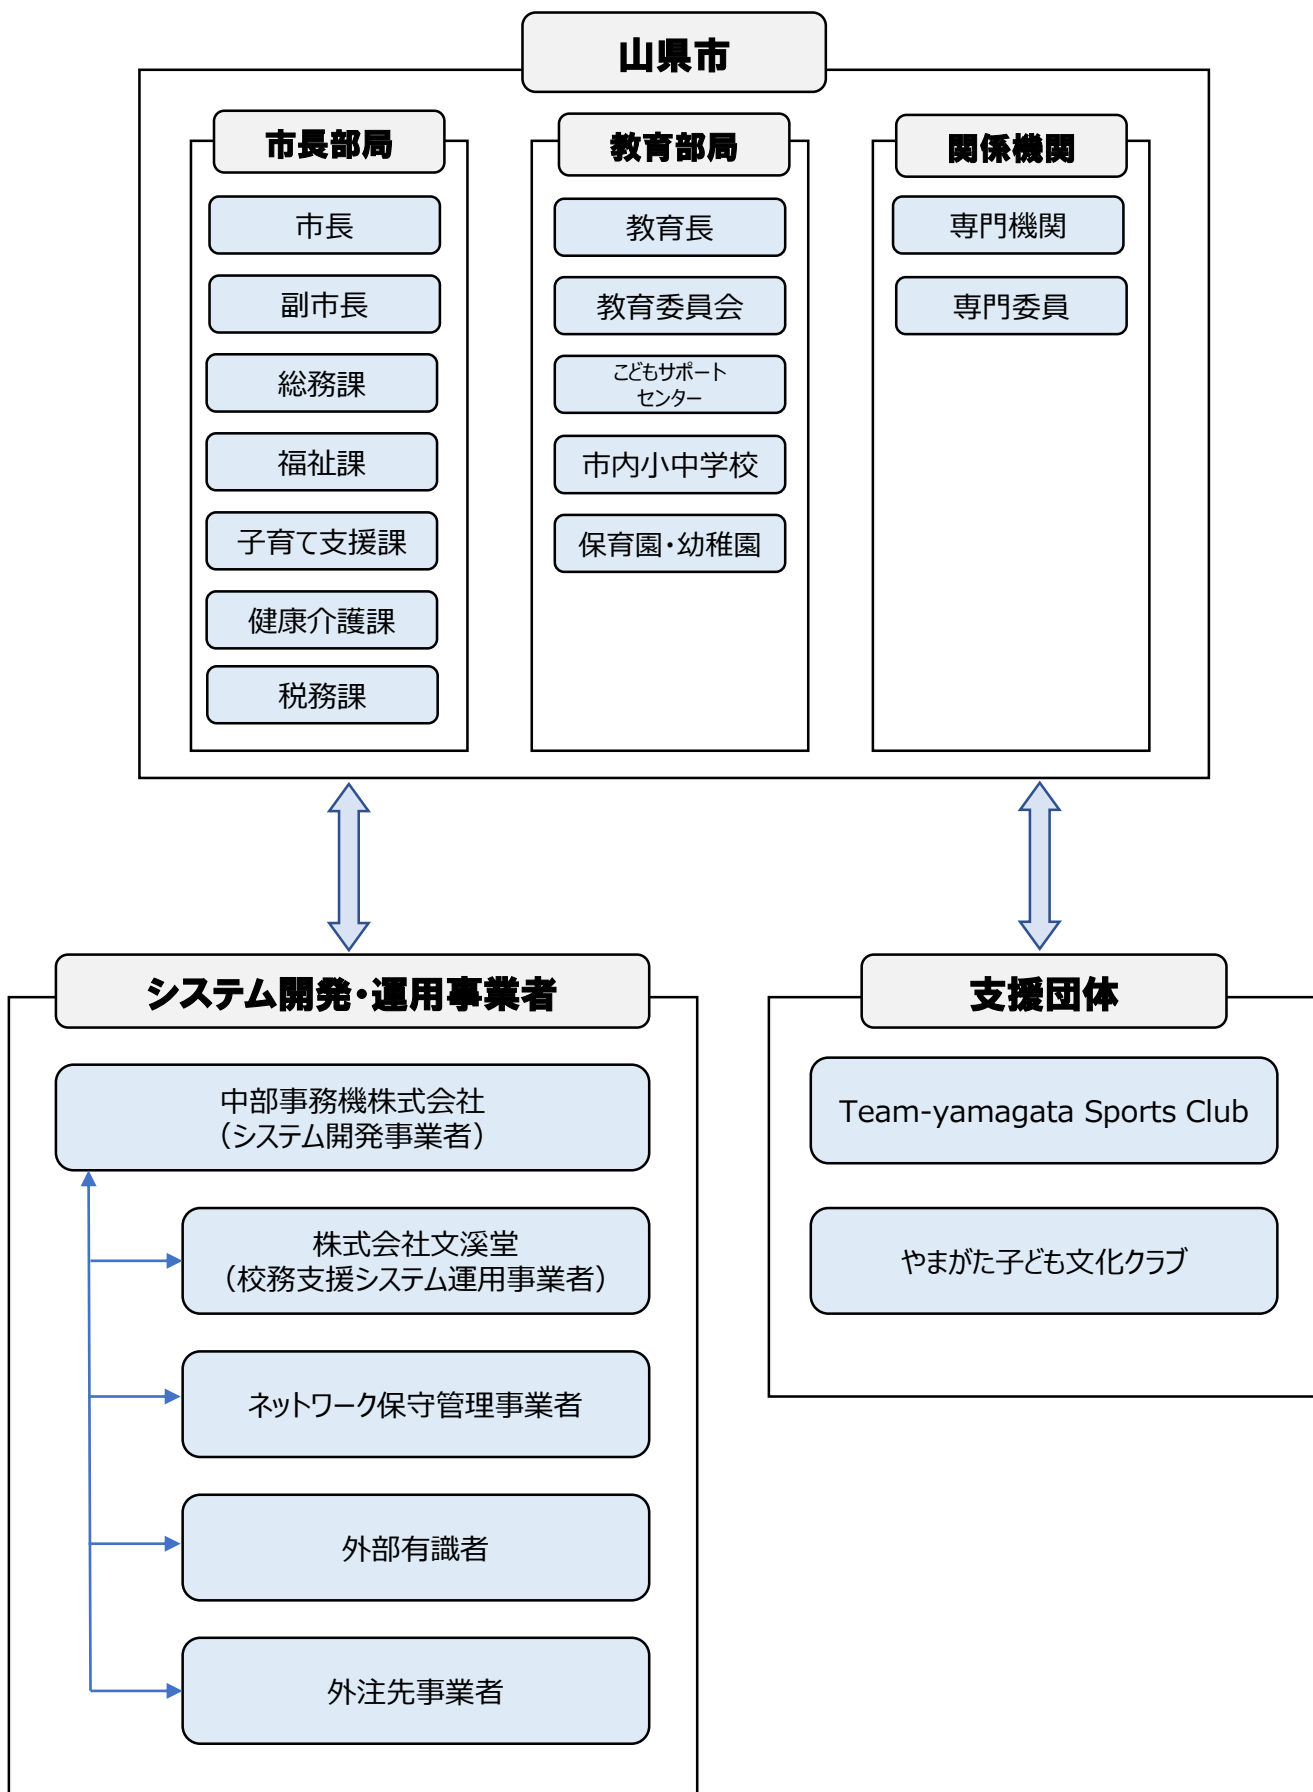 山県市
市長部局
市長
副市長
総務課
福祉課
子育て支援課
健康介護課
税務課
教育部局
教育長
教育委員会
こどもサポート
センター
市内小中学校
保育園・幼稚園
関係機関
専門機関
専門委員
システム開発・運用事業者
中部事務機株式会社
（システム開発事業者）
株式会社文溪堂
（校務支援システム運用事業者）
ネットワーク保守管理事業者
外部有識者
外注先事業者
支援団体
Team-yamagata Sports Club
やまがた子ども文化クラブ